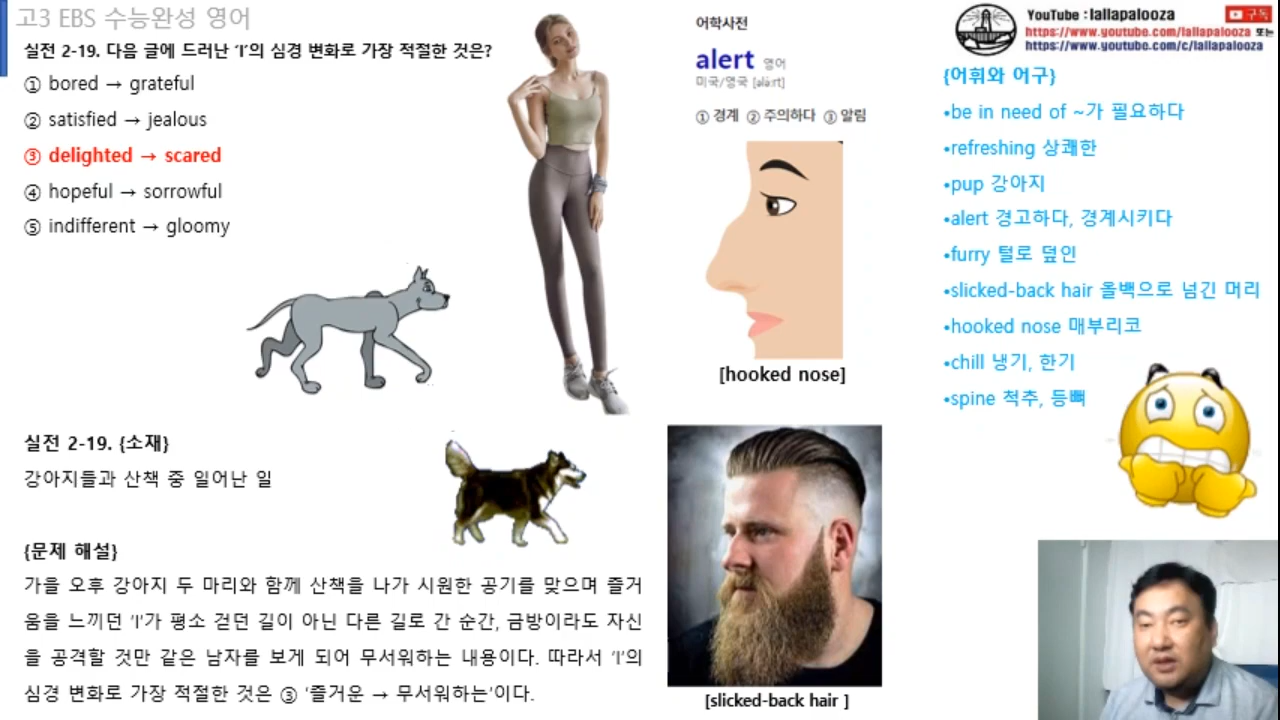 고3 EBS 수능완성 영어
실전 2-19. 다음 글에 드러난 'I'의 심경 변화로 가장 적절한 것은?
① bored → grateful
② satisfied → jealous
③ delighted → scared
④ hopeful → sorrowful
⑤ indifferent → gloomy
실전 2-19. {소재}
강아지들과 산책 중 일어난 일
{문제 해설}
가을 오후 강아지 두 마리와 함께 산책을 나가 시원한 공기를 맞으며 즐거
움을 느끼던 'I'가 평소 걷던 길이 아닌 다른 길로 간 순간, 금방이라도 자신
을 공격할 것만 같은 남자를 보게 되어 무서워하는 내용이다. 따라서 'I'의
심경 변화로 가장 적절한 것은 ③ '즐거운 → 무서워하는'이다.
어학사전
alert 영어
미국/영국 [ələ́ːrt]
① 경계 ② 주의하다 ③ 알림
[hooked nose]
[slicked-back hair ]
YouTube : lallapalooza
구독
https://www.youtube.com/lallapalooza 또는
https://www.youtube.com/c/lallapalooza
{어휘와 어구}
•be in need of ~가 필요하다
•refreshing 상쾌한
•pup 강아지
•alert 경고하다, 경계시키다
•furry 털로 덮인
•slicked-back hair 올백으로 넘긴 머리
•hooked nose 매부리코
•chill 냉기, 한기
•spine 척추, 등뼈